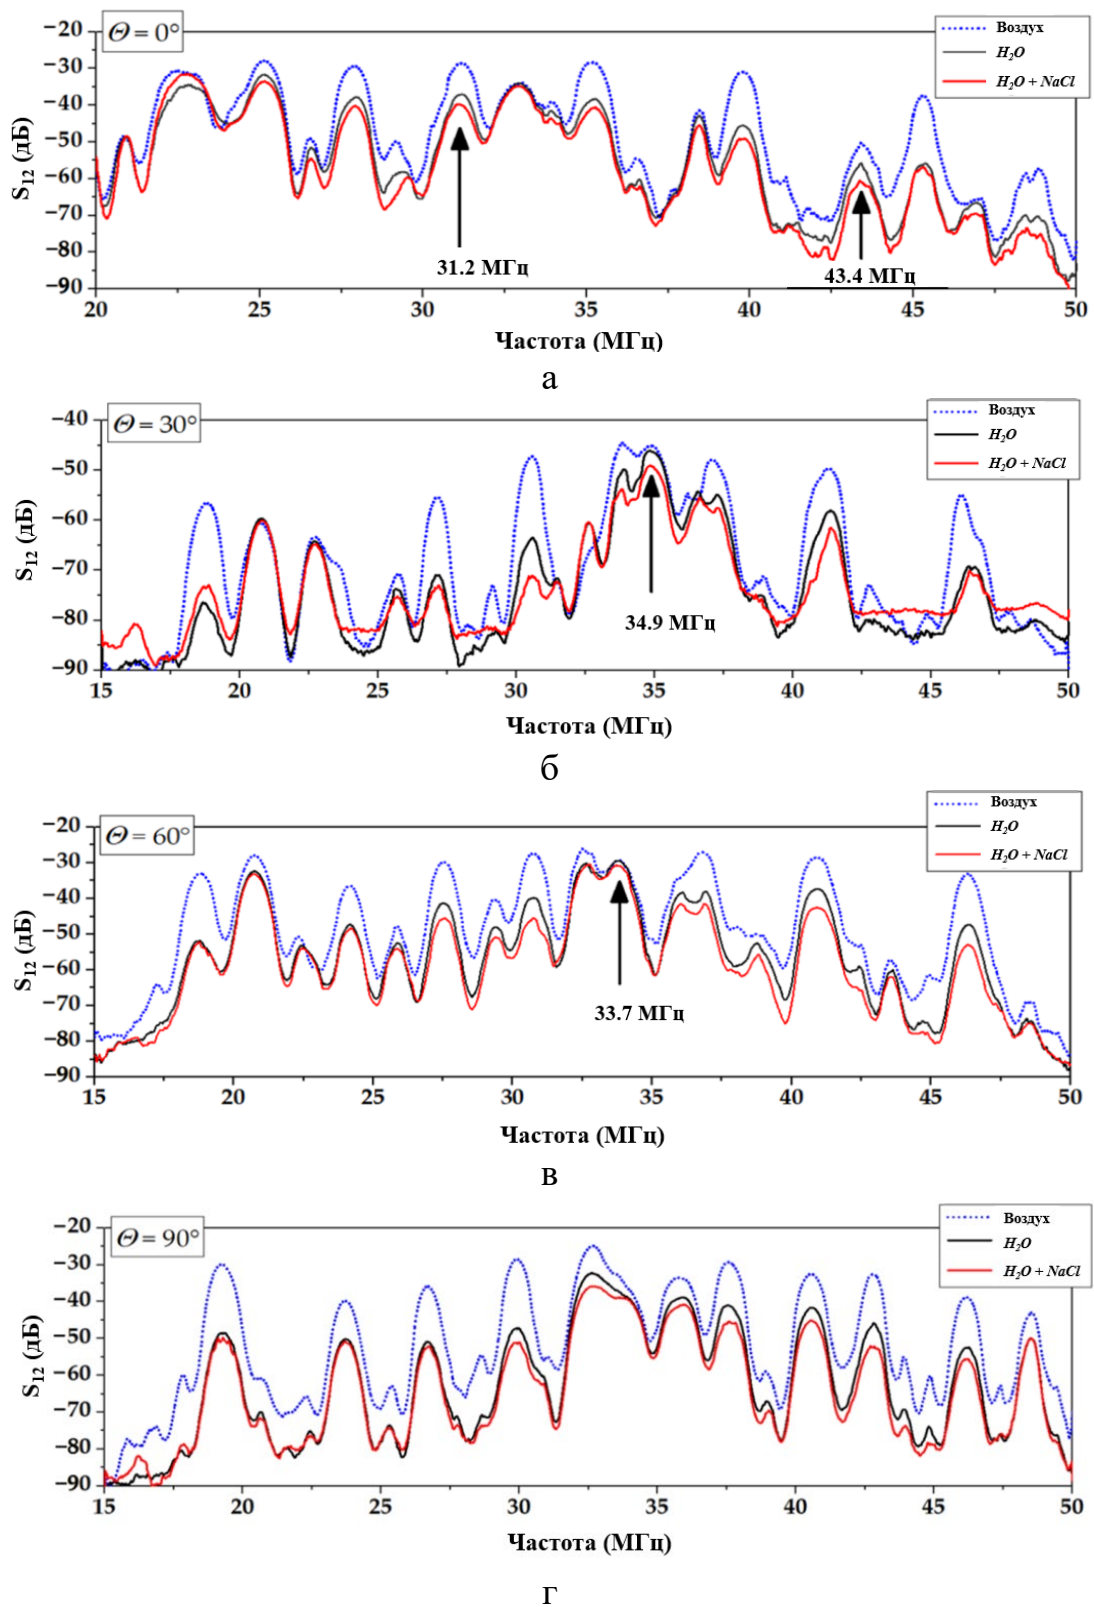 Θ = 0°
Воздух
H₂O
H₂O + NaCl
S₁₂ (дБ)
−20
−30
−40
−50
−60
−70
−80
−90
31.2 МГц
43.4 МГц
20 25 30 35 40 45 50
Частота (МГц)
а
Θ = 30°
Воздух
H₂O
H₂O + NaCl
S₁₂ (дБ)
−40
−50
−60
−70
−80
−90
34.9 МГц
15 20 25 30 35 40 45 50
Частота (МГц)
б
Θ = 60°
Воздух
H₂O
H₂O + NaCl
S₁₂ (дБ)
−20
−30
−40
−50
−60
−70
−80
−90
33.7 МГц
15 20 25 30 35 40 45 50
Частота (МГц)
в
Θ = 90°
Воздух
H₂O
H₂O + NaCl
S₁₂ (дБ)
−20
−30
−40
−50
−60
−70
−80
−90
15 20 25 30 35 40 45 50
Частота (МГц)
г